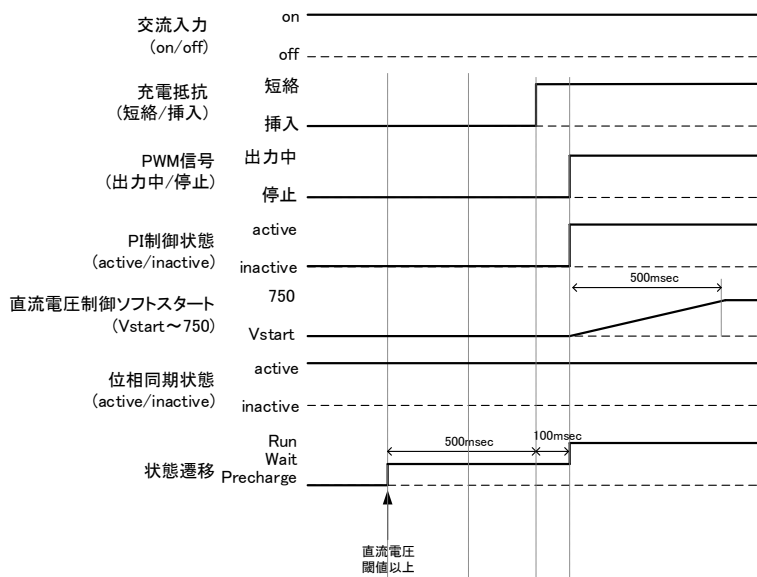 交流入力
(on/off)
on
off
充電抵抗
(短絡/挿入)
短絡
挿入
PWM信号
(出力中/停止)
出力中
停止
PI制御状態
(active/inactive)
active
inactive
500msec
直流電圧制御ソフトスタート
(Vstart～750)
750
Vstart
位相同期状態
(active/inactive)
active
inactive
状態遷移
Run
Wait
Precharge
500msec
100msec
直流電圧
閾値以上